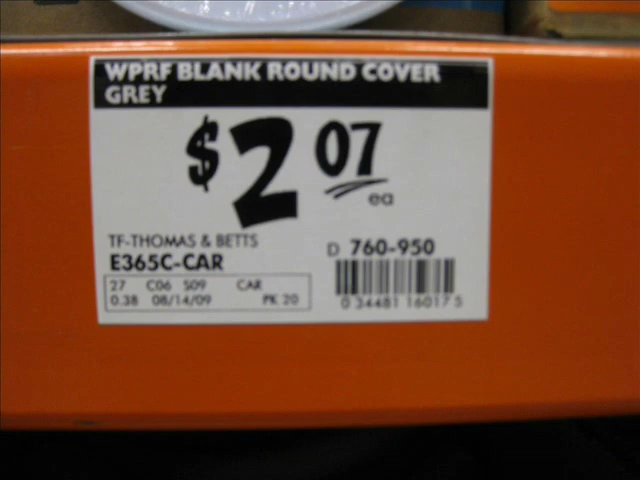 WPRF BLANK ROUND COVER
GREY
$2 07
ea
TF-THOMAS & BETTS
E365C-CAR
D 760-950
27 C06 S09 CAR
0.38 08/14/09 PK 20
0 34481 16017 5